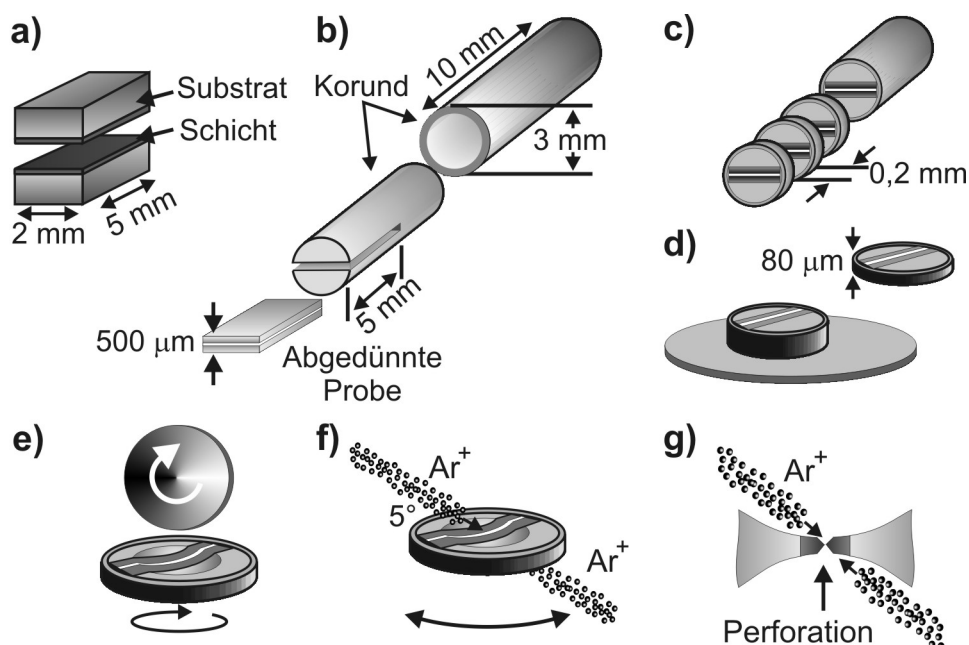 a)
Substrat
Schicht
2 mm
5 mm
b)
Korund
10 mm
3 mm
5 mm
500 μm
Abgedünnte
Probe
c)
0,2 mm
d)
80 μm
e)
f)
Ar+
5°
Ar+
g)
Ar+
Perforation